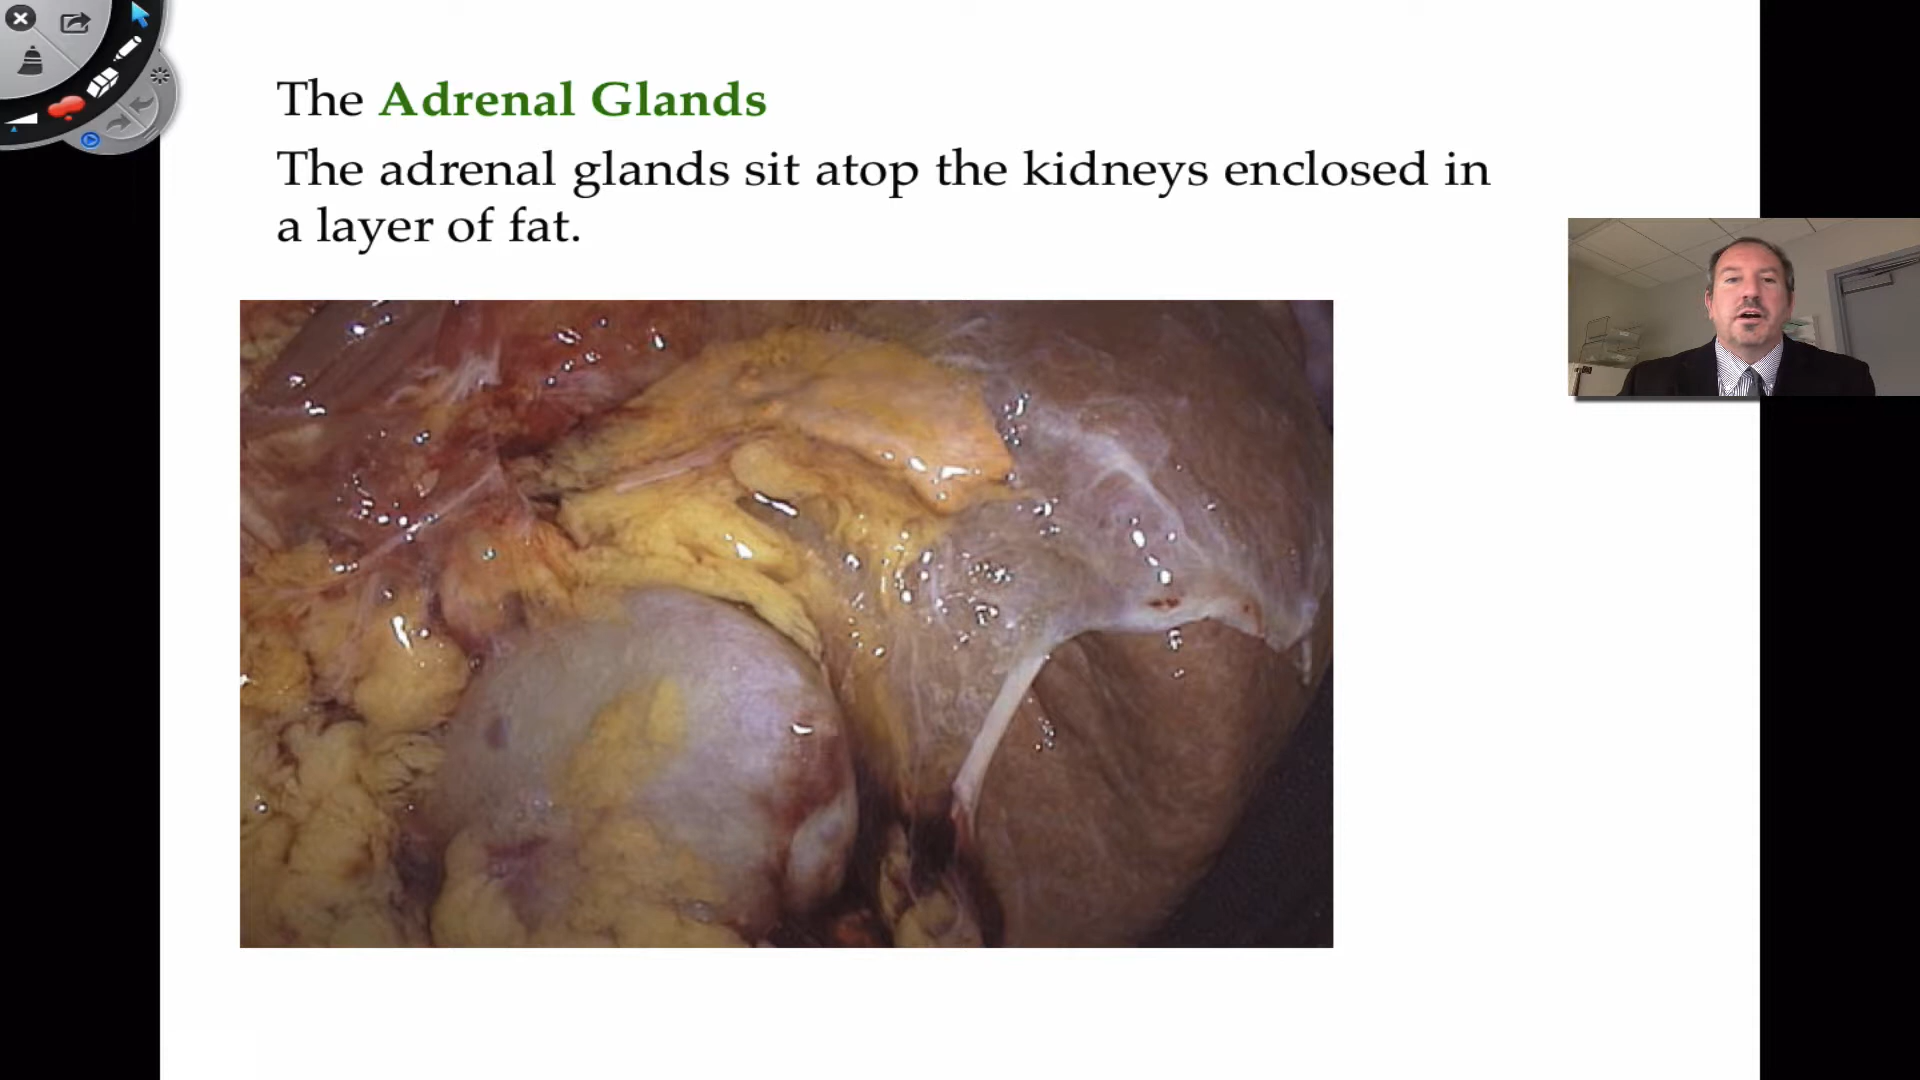 The Adrenal Glands
The adrenal glands sit atop the kidneys enclosed in
a layer of fat.